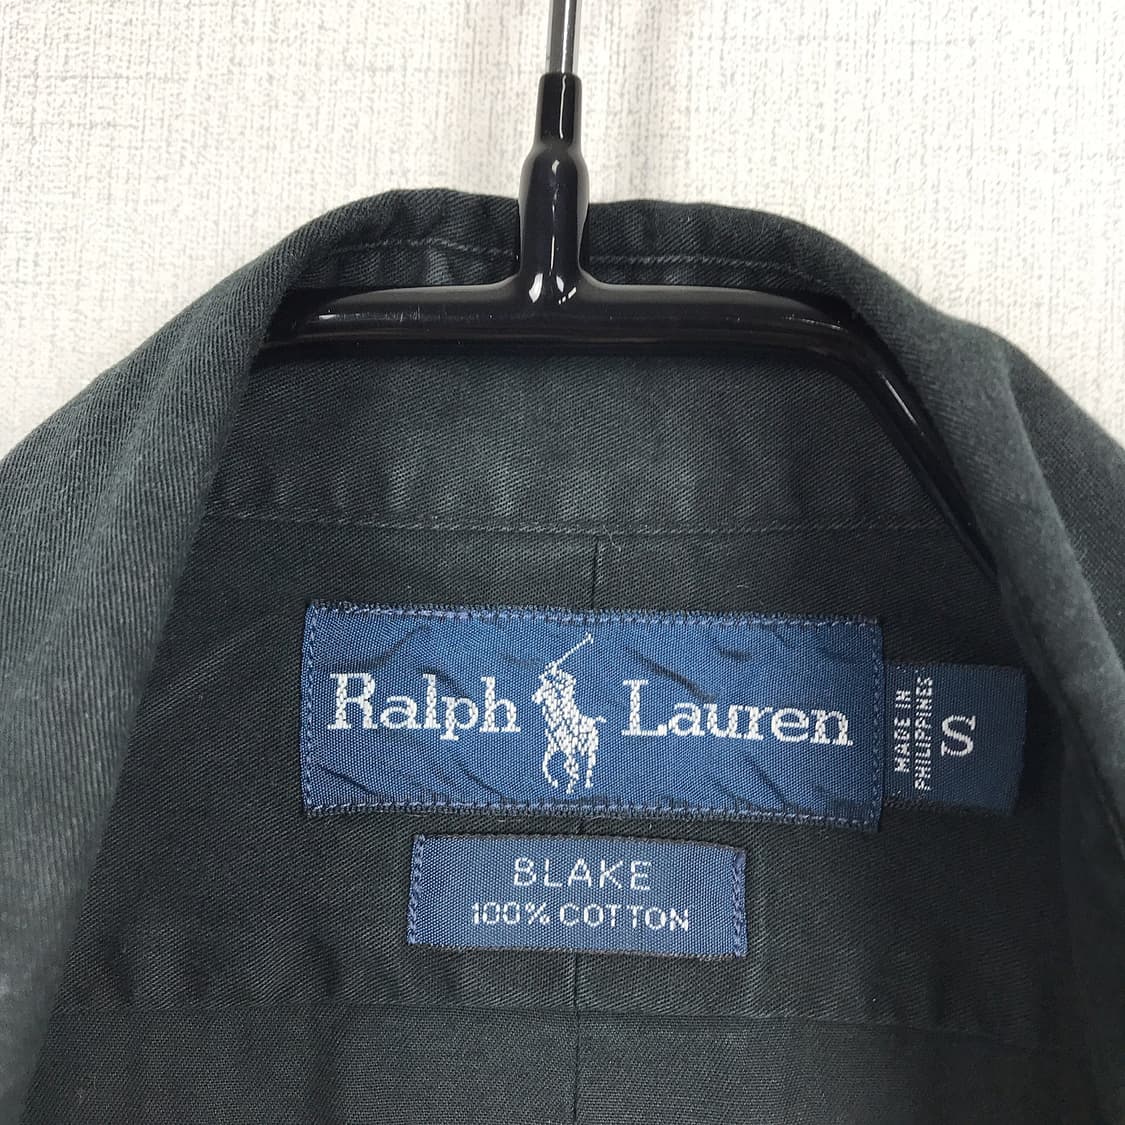 Ralph Lauren
MADE IN
PHILIPPINES
S
BLAKE
100% COTTON